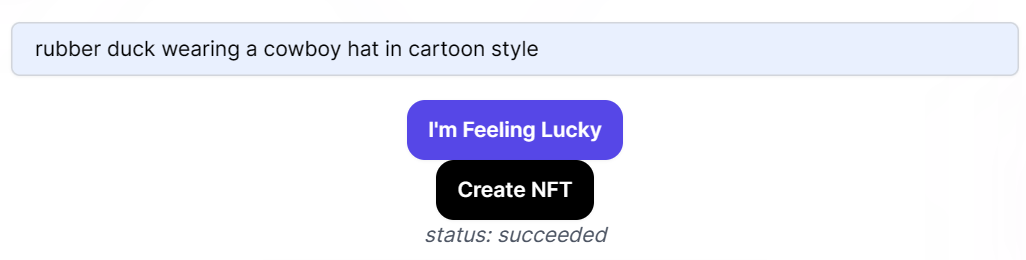 rubber duck wearing a cowboy hat in cartoon style
I'm Feeling Lucky
Create NFT
status: succeeded